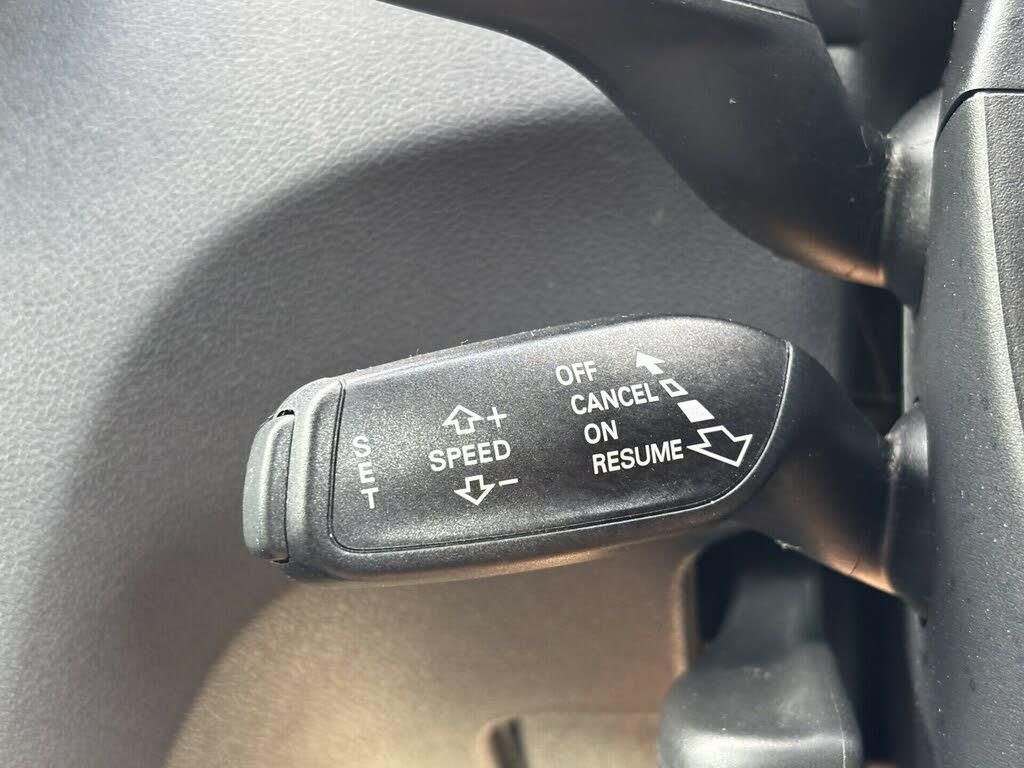 SET
+
SPEED
−
OFF
CANCEL
ON
RESUME